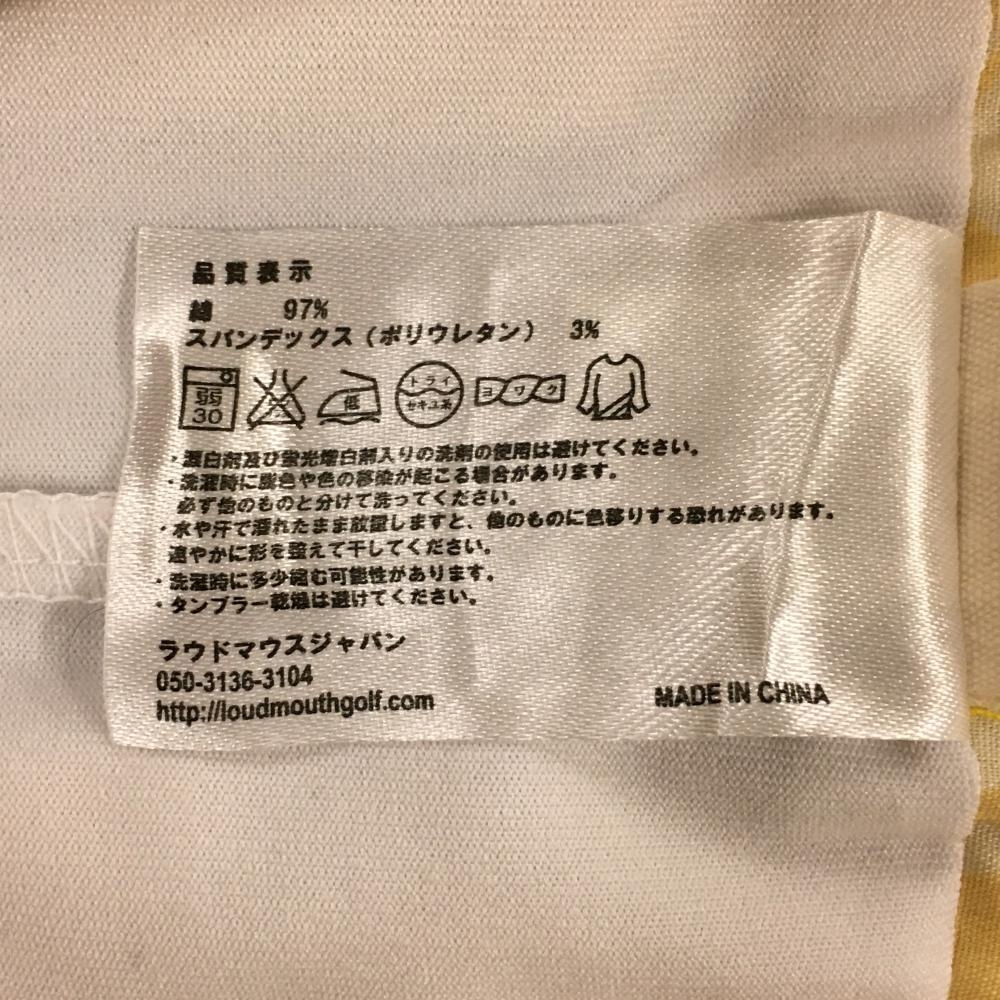 品質表示
綿 97%
スパンデックス（ポリウレタン） 3%
弱 30 低 ドライ セキユ系 ヨワク
・漂白剤及び蛍光増白剤入りの洗剤の使用は避けてください。
・洗濯時に脱色や色の移染が起こる場合があります。
必ず他のものと分けて洗ってください。
・水や汗で濡れたまま放置しますと、他のものに色移りする恐れがあります。
速やかに形を整えて干してください。
・洗濯時に多少縮む可能性があります。
・タンブラー乾燥は避けてください。
ラウドマウスジャパン
050-3136-3104
http://loudmouthgolf.com
MADE IN CHINA